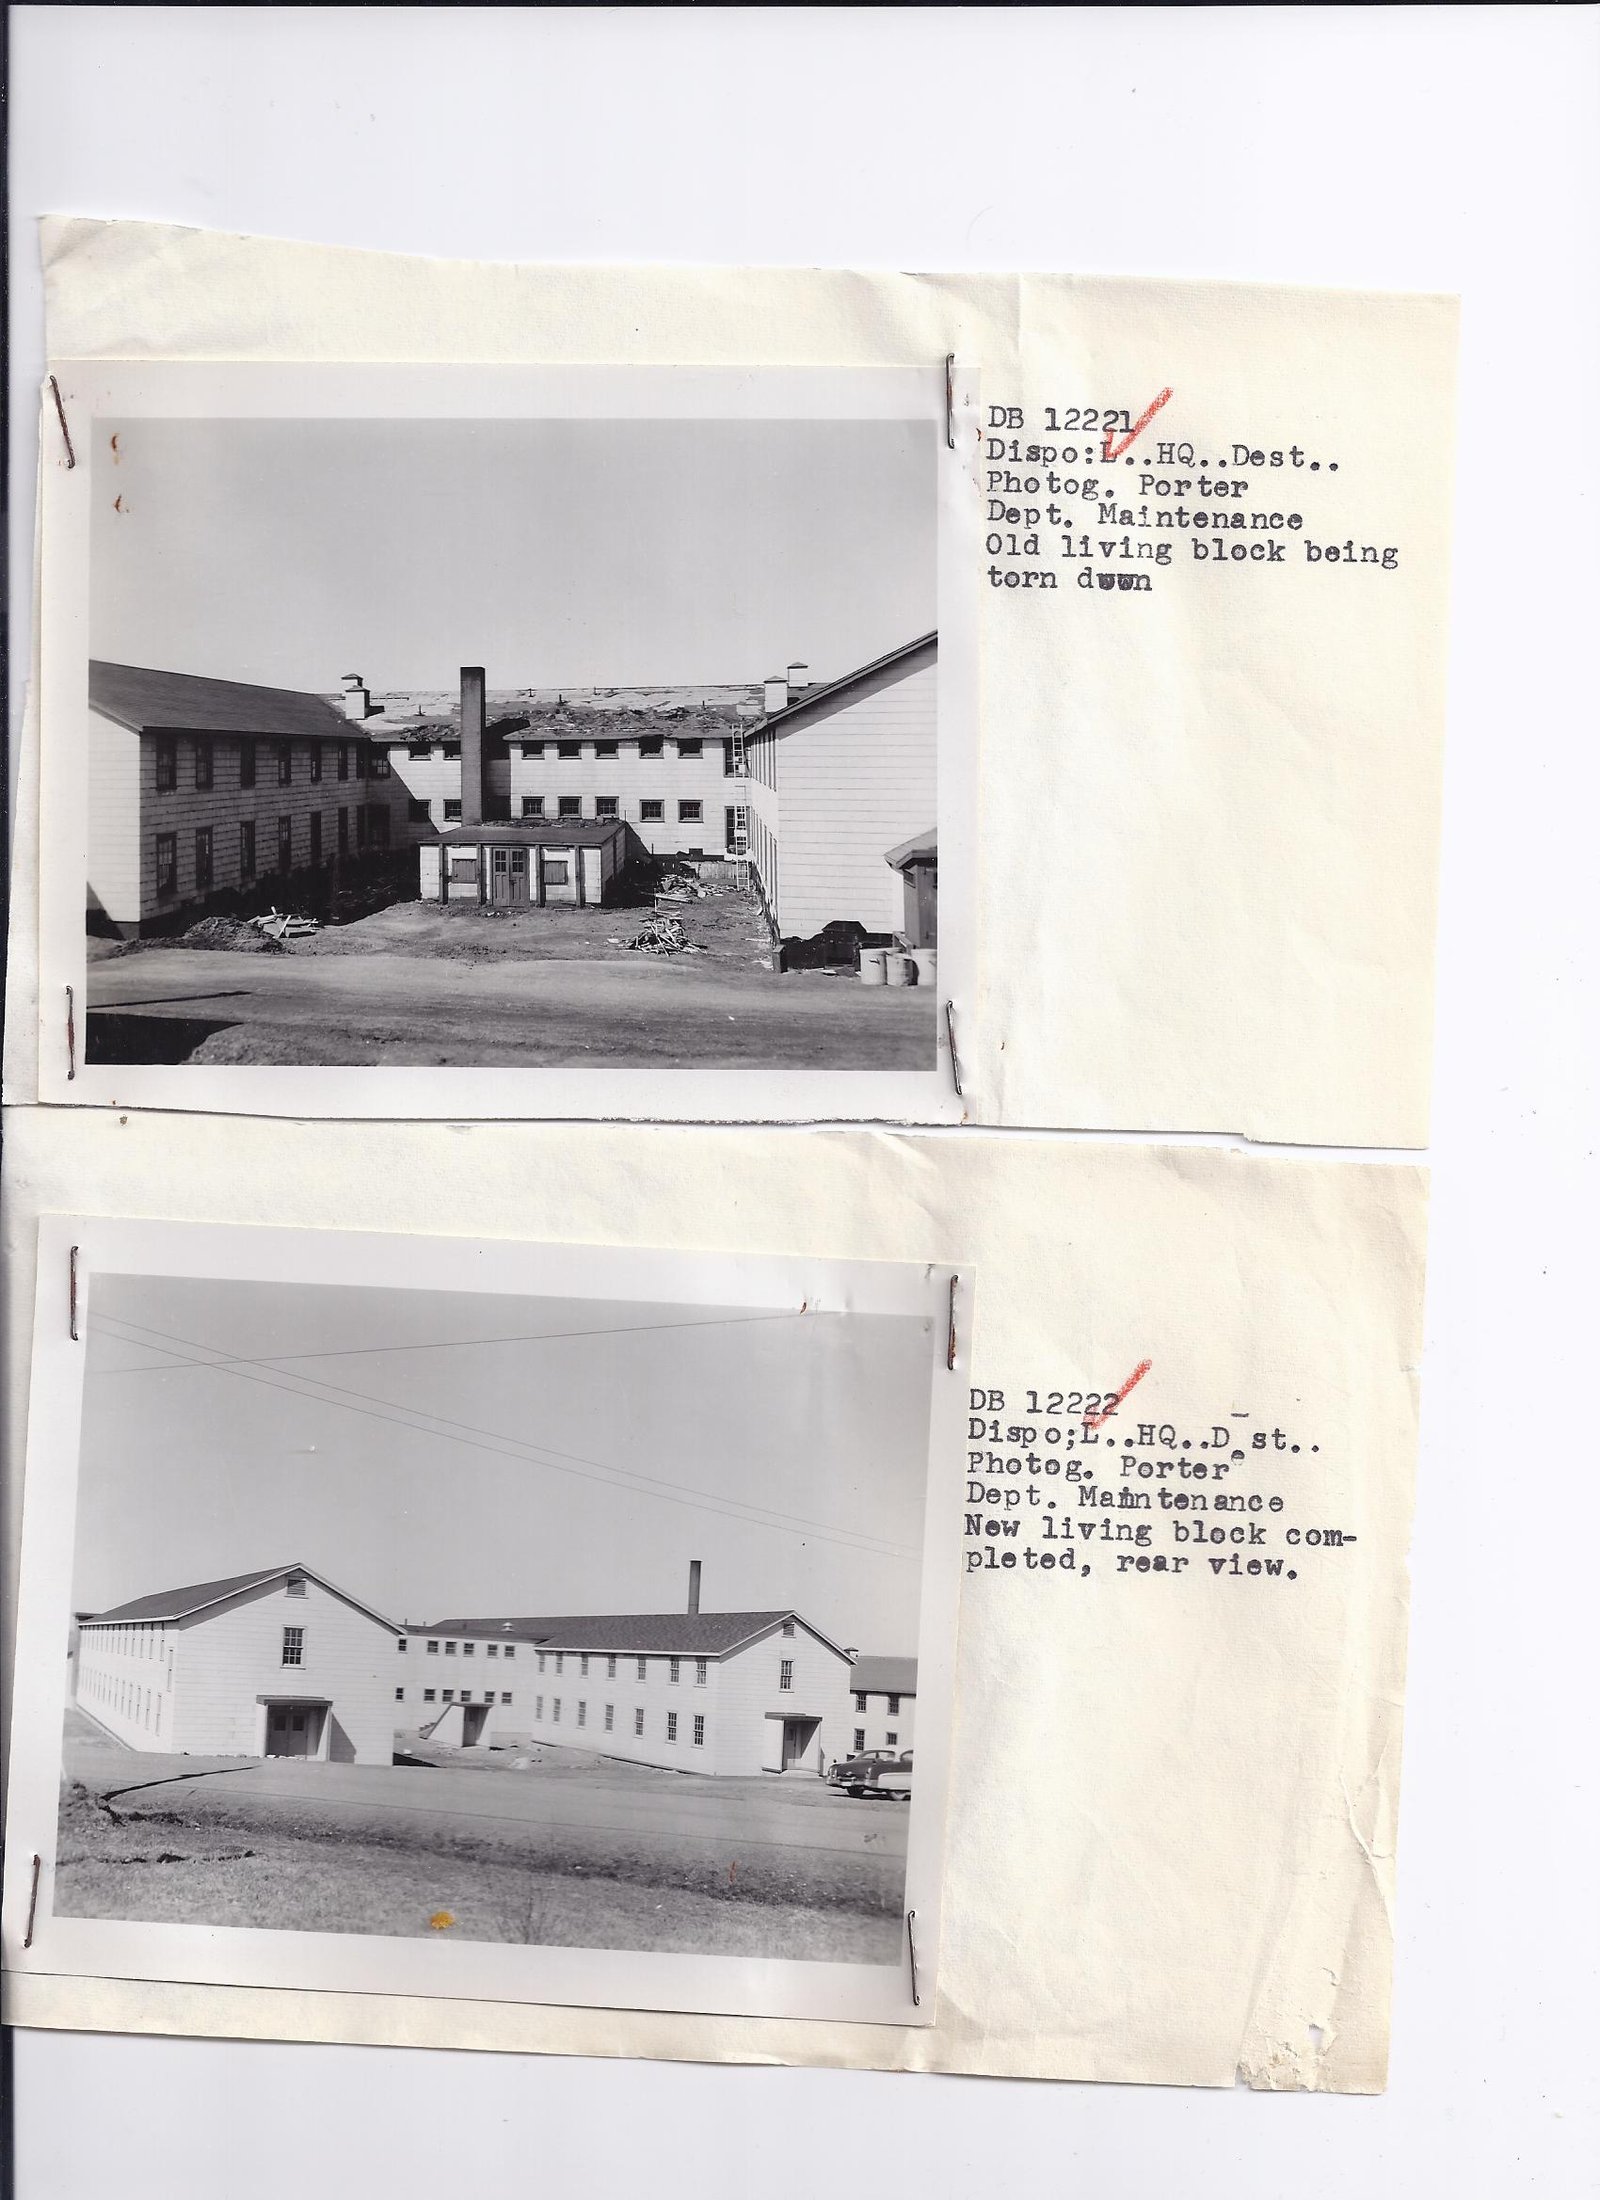 DB 12221
Dispo:L..HQ..Dest..
Photog. Porter
Dept. Maintenance
Old living block being
torn down
DB 12222
Dispo;L..HQ..Dest..
Photog. Porter
Dept. Maintenance
New living block com-
pleted, rear view.